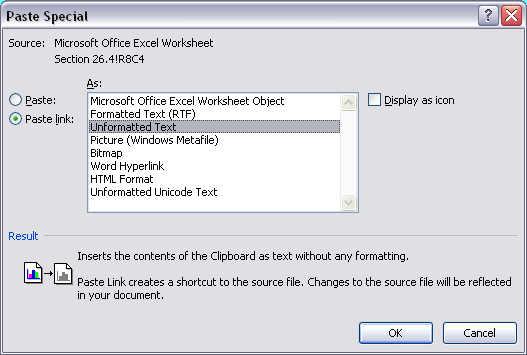 Paste Special
Source: Microsoft Office Excel Worksheet
Section 26.4!R8C4
As:
Paste:
Paste link:
Microsoft Office Excel Worksheet Object
Formatted Text (RTF)
Unformatted Text
Picture (Windows Metafile)
Bitmap
Word Hyperlink
HTML Format
Unformatted Unicode Text
Display as icon
Result
Inserts the contents of the Clipboard as text without any formatting.
Paste Link creates a shortcut to the source file. Changes to the source file will be reflected
in your document.
OK
Cancel